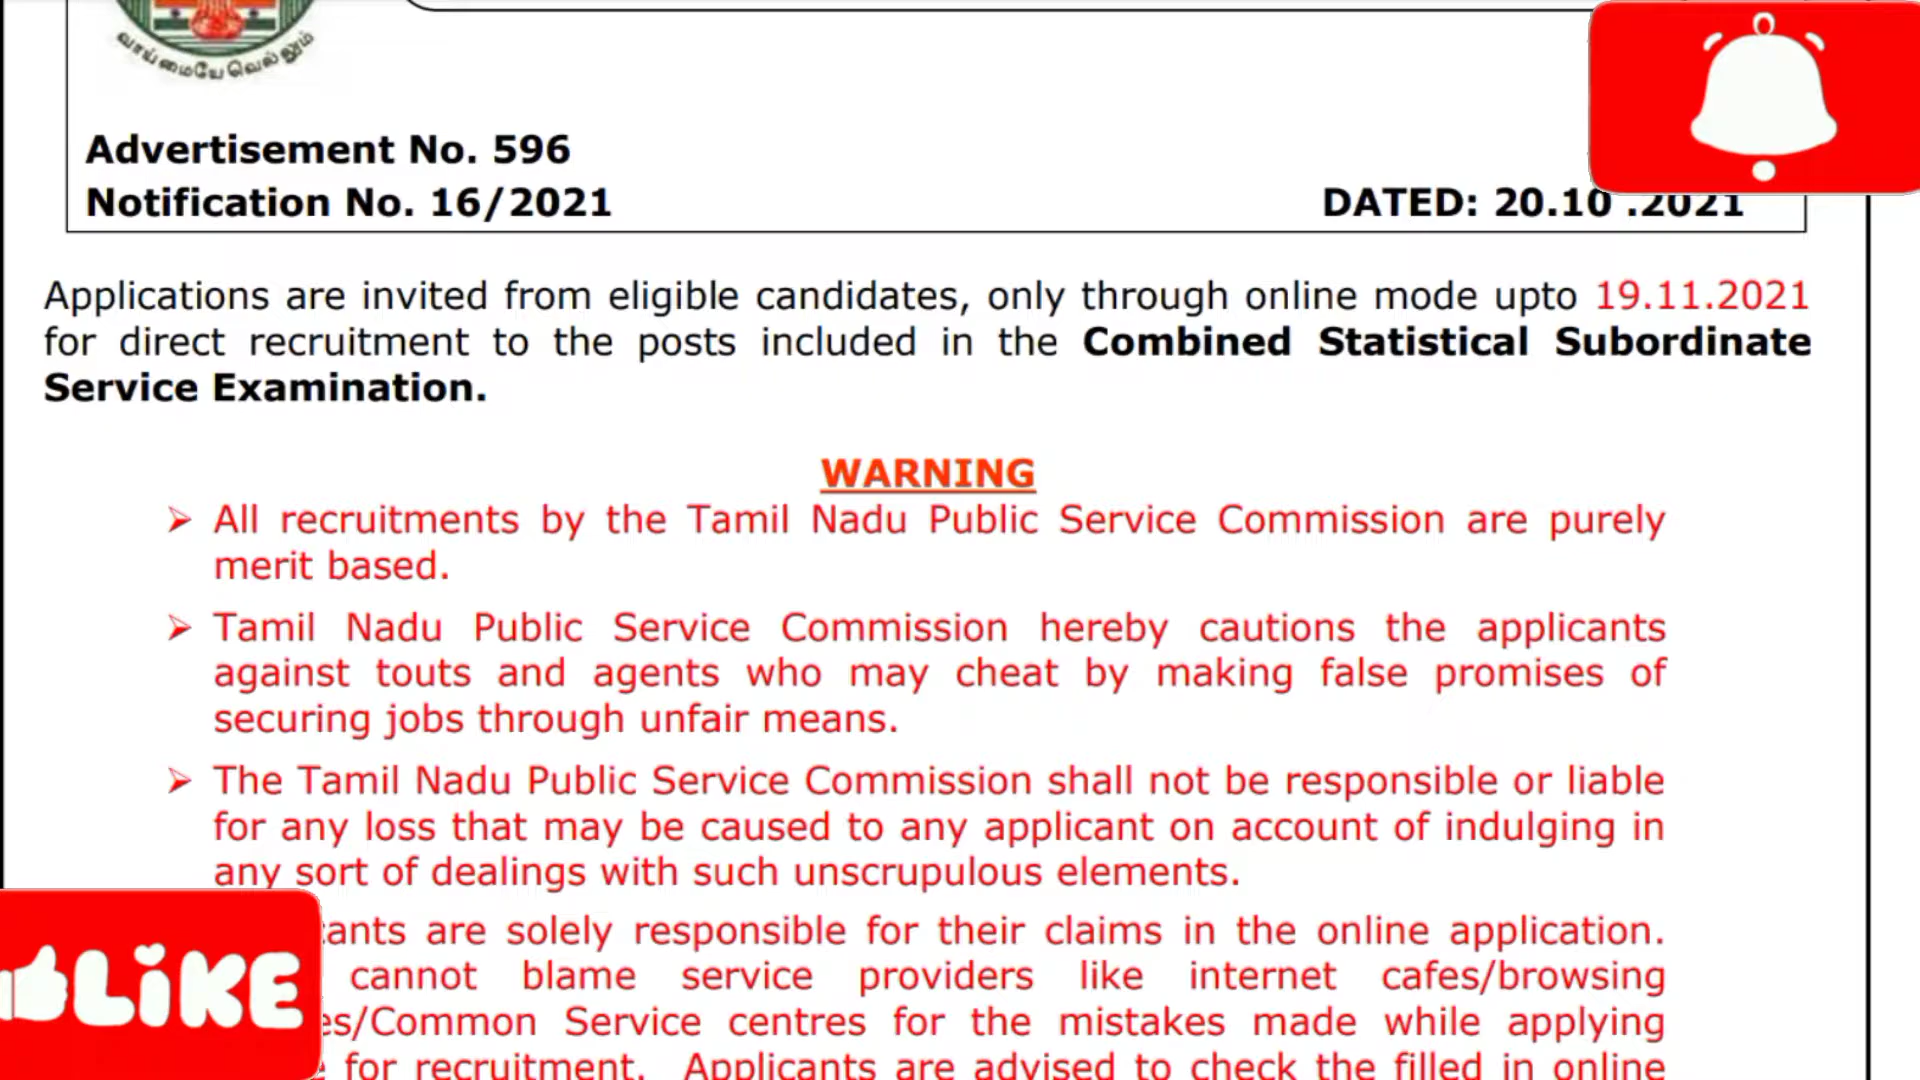 வாய்மையே வெல்லும்
Advertisement No. 596
Notification No. 16/2021
DATED: 20.10 .2021
Applications are invited from eligible candidates, only through online mode upto 19.11.2021
for direct recruitment to the posts included in the Combined Statistical Subordinate
Service Examination.
WARNING
➢ All recruitments by the Tamil Nadu Public Service Commission are purely
merit based.
➢ Tamil Nadu Public Service Commission hereby cautions the applicants
against touts and agents who may cheat by making false promises of
securing jobs through unfair means.
➢ The Tamil Nadu Public Service Commission shall not be responsible or liable
for any loss that may be caused to any applicant on account of indulging in
any sort of dealings with such unscrupulous elements.
are solely responsible for their claims in the online application.
cannot blame service providers like internet cafes/browsing
/Common Service centres for the mistakes made while applying
for recruitment. Applicants are advised to check the filled in online
LiKE